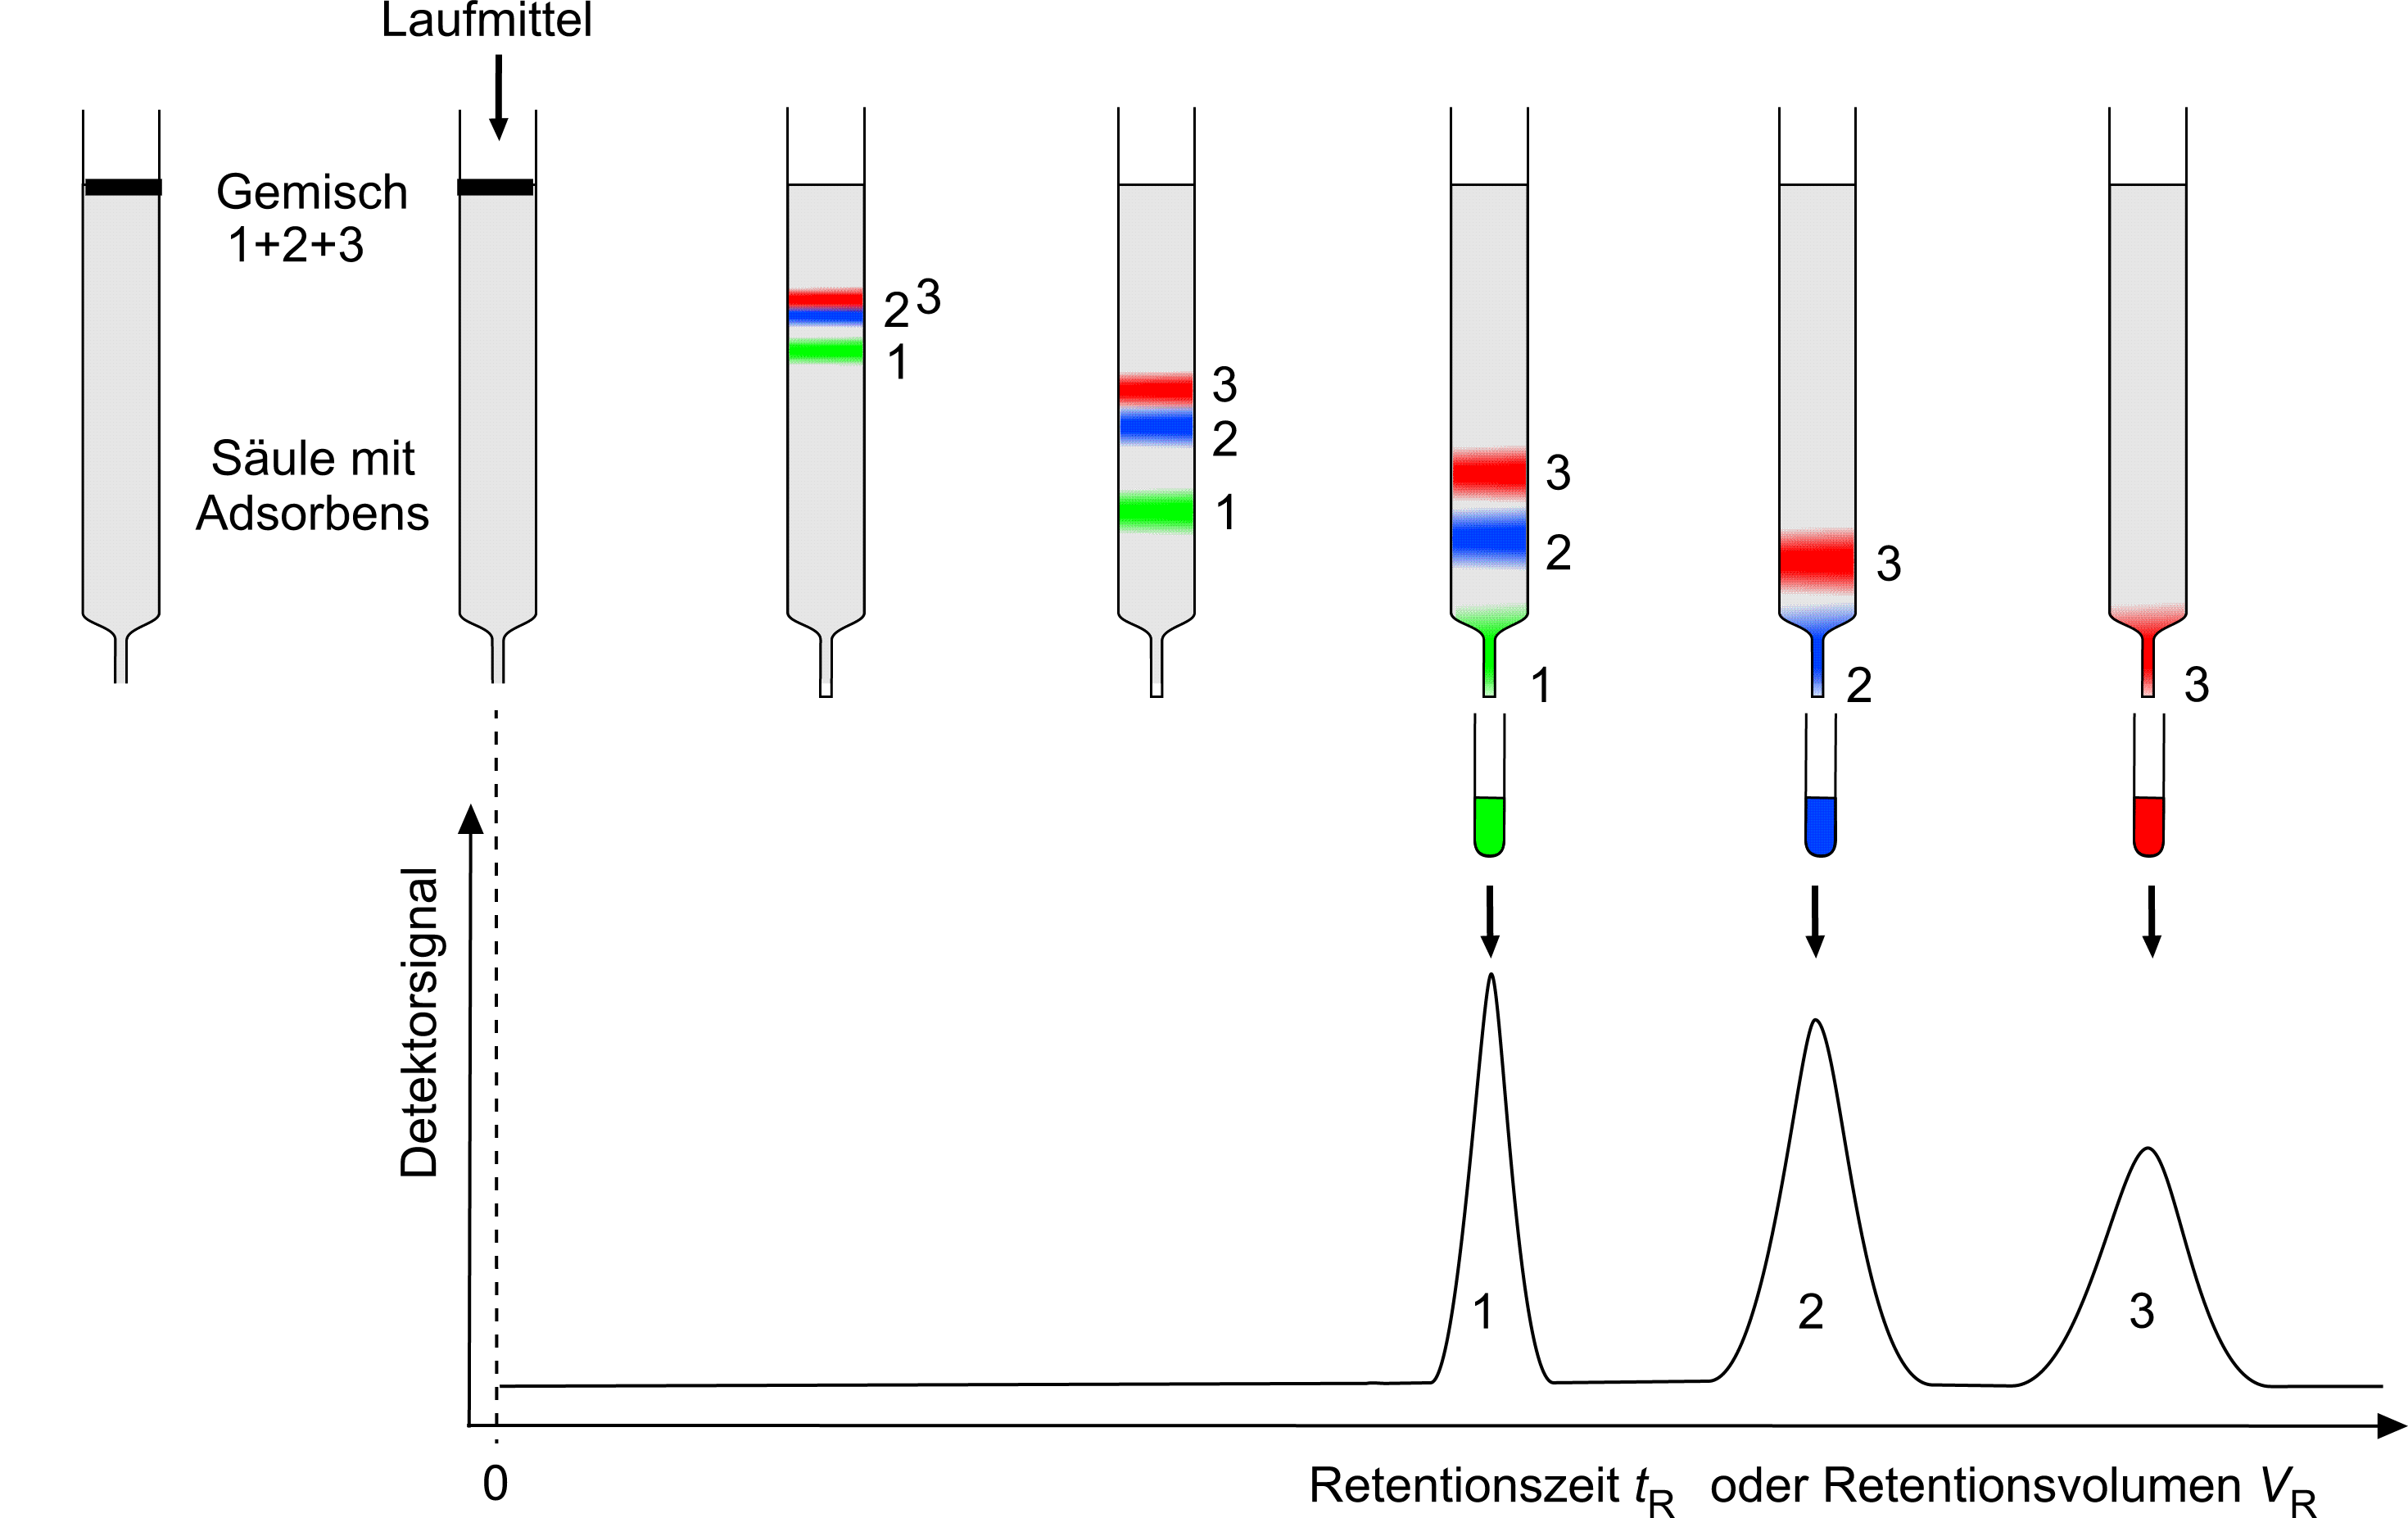 Laufmittel
Gemisch
1+2+3
Säule mit
Adsorbens
2 3
1
3
2
1
3
2
1
3
2
3
Detektorsignal
1
2
3
0
Retentionszeit tR oder Retentionsvolumen VR